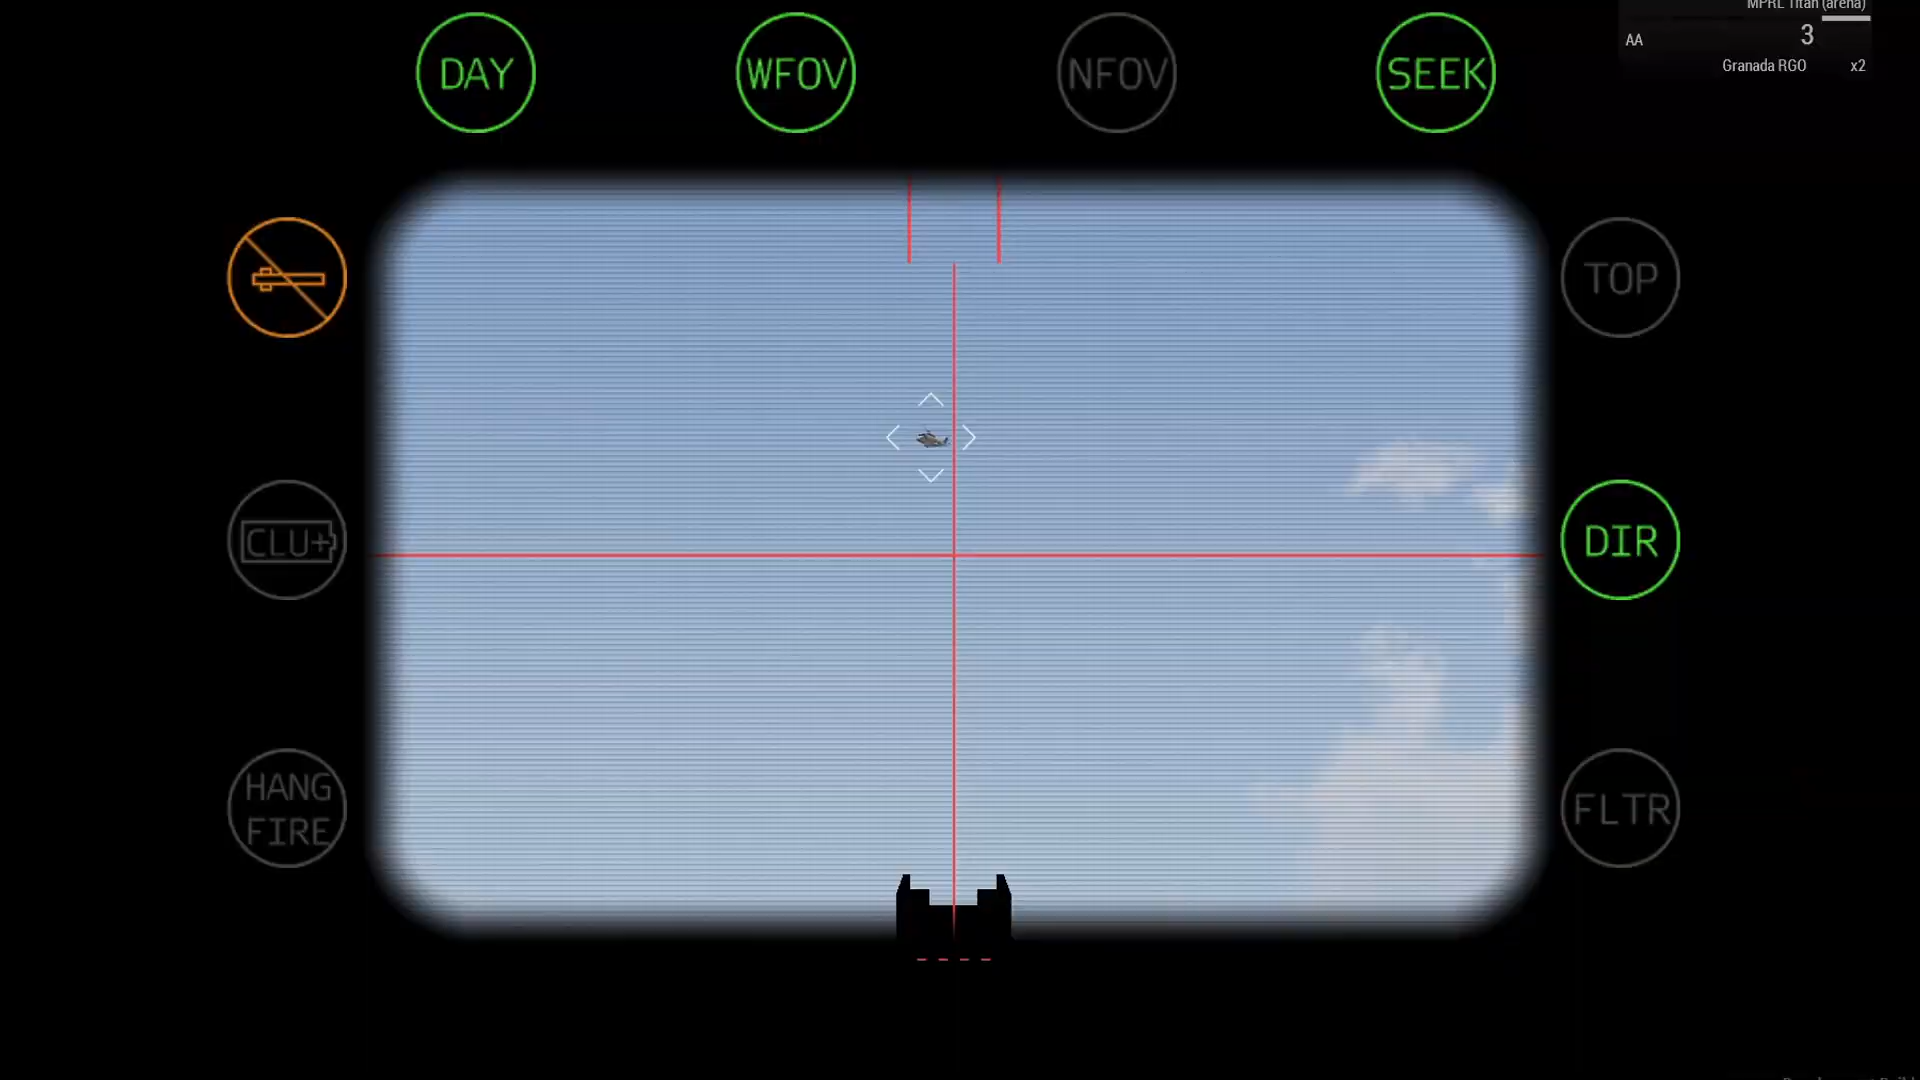 MPRL Titan (arena)
AA
3
Granada RGO x2
DAY
WFOV
NFOV
SEEK
TOP
CLU+
DIR
HANG
FIRE
FLTR